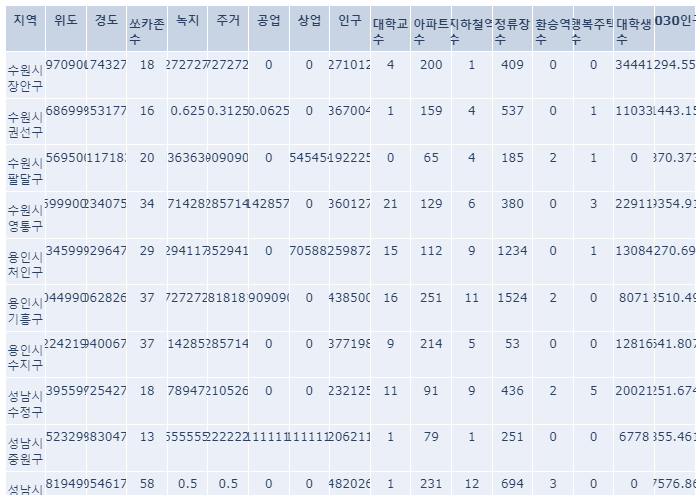 지역 위도 경도 쏘카존수 녹지 주거 공업 상업 인구 대학교수 아파트수 지하철역수 정류장수 환승역수 행복주택수 대학생수 030인구
수원시 장안구 97090 74327 18 272727 727272 0 0 271012 4 200 1 409 0 0 34441 294.55
수원시 권선구 68699 53177 16 0.625 0.3125 0.0625 0 367004 1 159 4 537 0 1 11033 443.15
수원시 팔달구 56950 11718 20 363636 909090 0 545454 192225 0 65 4 185 2 1 0 370.373
수원시 영통구 599900 234075 34 714285 285714 142857 0 360127 21 129 6 380 0 3 22911 354.91
용인시 처인구 34599 929647 29 294117 352941 0 70588 259872 15 112 9 1234 0 1 13084 270.69
용인시 기흥구 044990 062826 37 727272 181818 909090 0 438500 16 251 11 1524 2 0 8071 3510.49
용인시 수지구 224219 940067 37 714285 285714 0 0 377198 9 214 5 53 0 0 12816 541.807
성남시 수정구 39559 725427 18 78947 210526 0 0 232125 11 91 9 436 2 5 20021 251.674
성남시 중원구 52329 983047 13 555555 222222 111111 111111 206211 1 79 1 251 0 0 6778 355.461
성남시 81949 954617 58 0.5 0.5 0 0 482026 1 231 12 694 3 0 0 7576.86